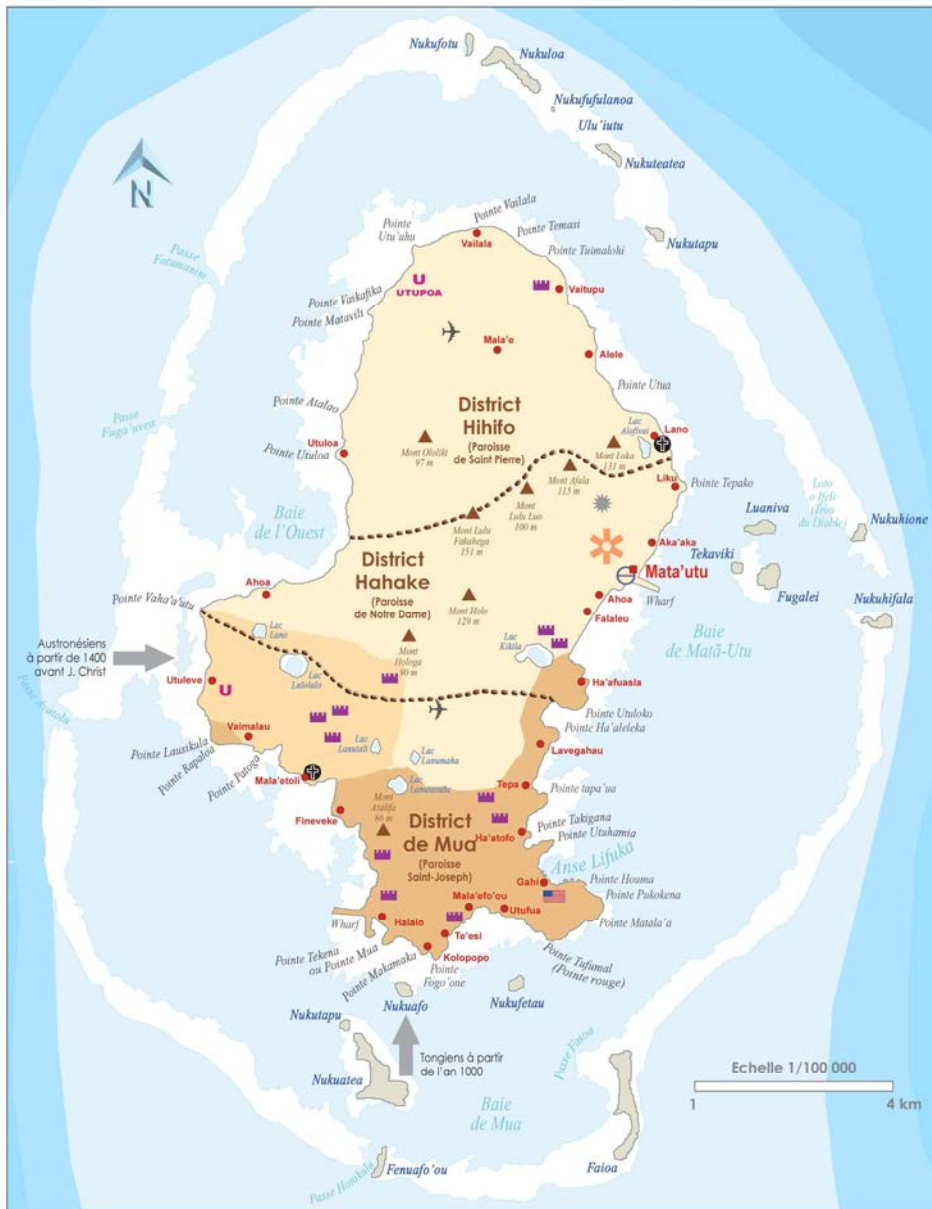 Nukufotu
Nukuloa
Nukufufulanoa
Ulu'iutu
Nukuteatea
Nukutapu
N
Passe
Fatumanini
Pointe
Utu'uhu
Pointe Vailala
Vailala
Pointe Temasi
Pointe Tuimalohi
U
UTUPOA
Vaitupu
Pointe Vaikafika
Pointe Matavili
Mala'e
Alele
Pointe Utua
Pointe Atalao
Passe
Fuga'uvea
District
Hihifo
(Paroisse
de Saint Pierre)
Lac
Alofivai
Lano
Utuloa
Pointe Utuloa
Mont Ololiki
97 m
Mont Loka
131 m
Mont Afala
115 m
Liku
Pointe Tepako
Mont
Lulu Luo
100 m
Baie
de l'Ouest
Mont Lulu
Fakahega
151 m
Luaniva
Loto
o Ifeli
(Trou
du Diable)
Nukuhione
Aka'aka
Tekaviki
Mata'utu
Wharf
Fugalei
District
Hahake
(Paroisse
de Notre Dame)
Ahoa
Pointe Vaha'a'utu
Mont Holo
129 m
Ahoa
Falaleu
Nukuhifala
Baie
de Matā-Utu
Lac
Lano
Mont
Hologa
90 m
Lac
Kikila
Austronésiens
à partir de 1400
avant J. Christ
Lac
Lalolalo
Utuleve
U
Ha'afuasla
Passe Avatolu
Pointe Utuloko
Pointe Ha'aleleka
Vaimalau
Lac
Lanutuli
Lac
Lanumaha
Lavegahau
Pointe Lausikula
Pointe Rapaloa
Pointe Patoga
Mala'etoli
Lac
Tepa
Pointe tapa'ua
Fineveke
Mont
Atalifa
86 m
District
de Mua
(Paroisse
Saint-Joseph)
Ha'atofo
Pointe Takigana
Pointe Utuhamia
Anse Lifuka
Gahi
Pointe Houma
Pointe Pukokena
Pointe Matala'a
Mala'efo'ou
Utufua
Wharf
Halalo
Te'esi
Kolopopo
Pointe Tekena
ou Pointe Mua
Pointe Makamaka
Pointe
Fogo'one
Pointe Tufumal
(Pointe rouge)
Nukuafo
Nukufetau
Nukutapu
Tongiens à partir
de l'an 1000
Passe Faioa
Nukuatea
Echelle 1/100 000
1
4 km
Baie
de Mua
Passe Honikulu
Fenuafo'ou
Faioa